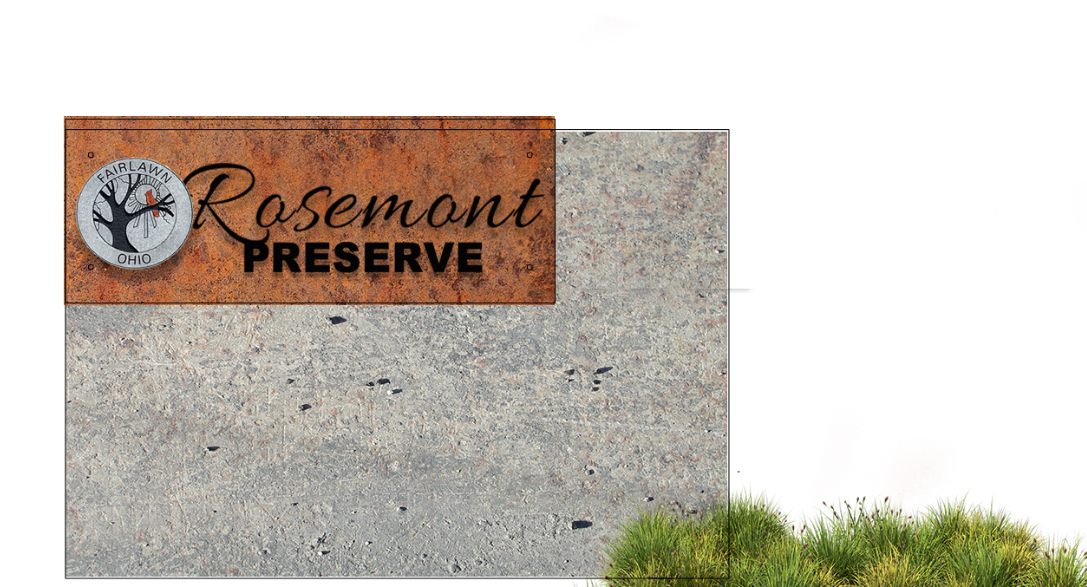 FAIRLAWN
OHIO
Rosemont
PRESERVE